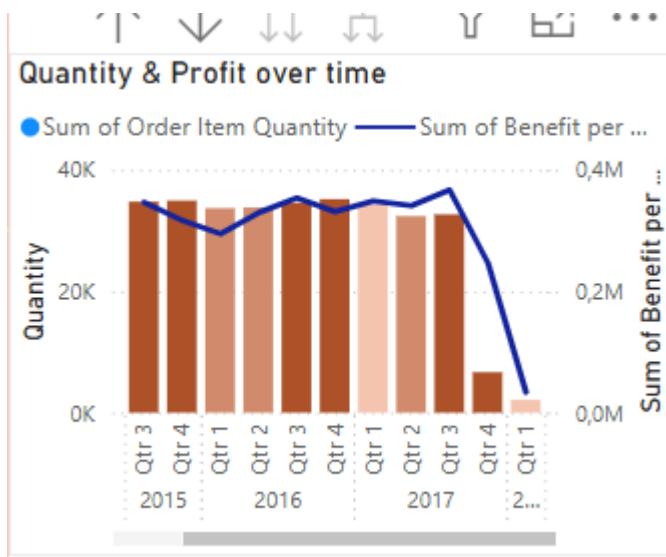 Quantity & Profit over time
Sum of Order Item Quantity Sum of Benefit per ...
40K 0,4M
20K 0,2M
0K 0,0M
Quantity
Sum of Benefit per ...
Qtr 3 Qtr 4 Qtr 1 Qtr 2 Qtr 3 Qtr 4 Qtr 1 Qtr 2 Qtr 3 Qtr 4 Qtr 1
2015 2016 2017 2...